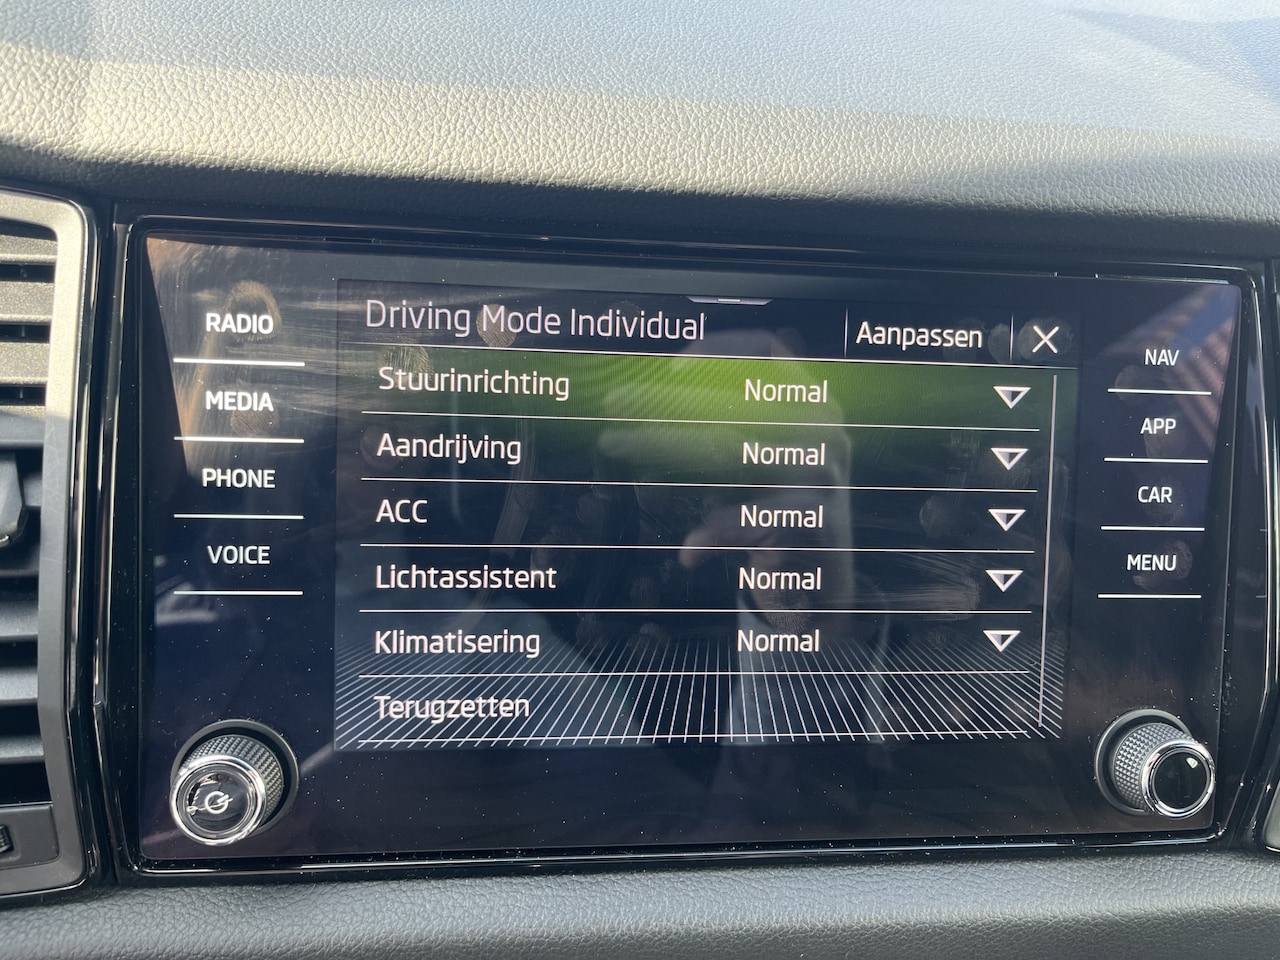 Driving Mode Individual Aanpassen X
Stuurinrichting Normal
Aandrijving Normal
ACC Normal
Lichtassistent Normal
Klimatisering Normal
Terugzetten
RADIO
MEDIA
PHONE
VOICE
NAV
APP
CAR
MENU